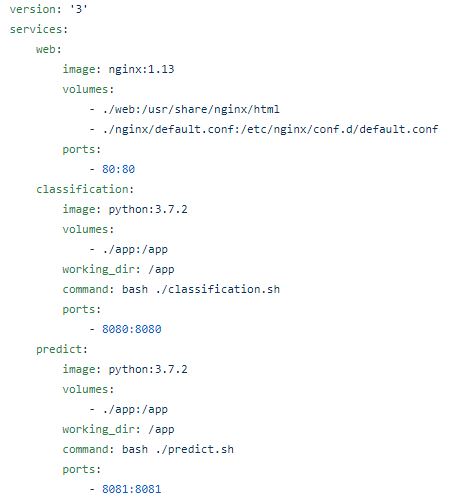 version: '3'
services:
    web:
        image: nginx:1.13
        volumes:
            - ./web:/usr/share/nginx/html
            - ./nginx/default.conf:/etc/nginx/conf.d/default.conf
        ports:
            - 80:80
    classification:
        image: python:3.7.2
        volumes:
            - ./app:/app
        working_dir: /app
        command: bash ./classification.sh
        ports:
            - 8080:8080
    predict:
        image: python:3.7.2
        volumes:
            - ./app:/app
        working_dir: /app
        command: bash ./predict.sh
        ports:
            - 8081:8081